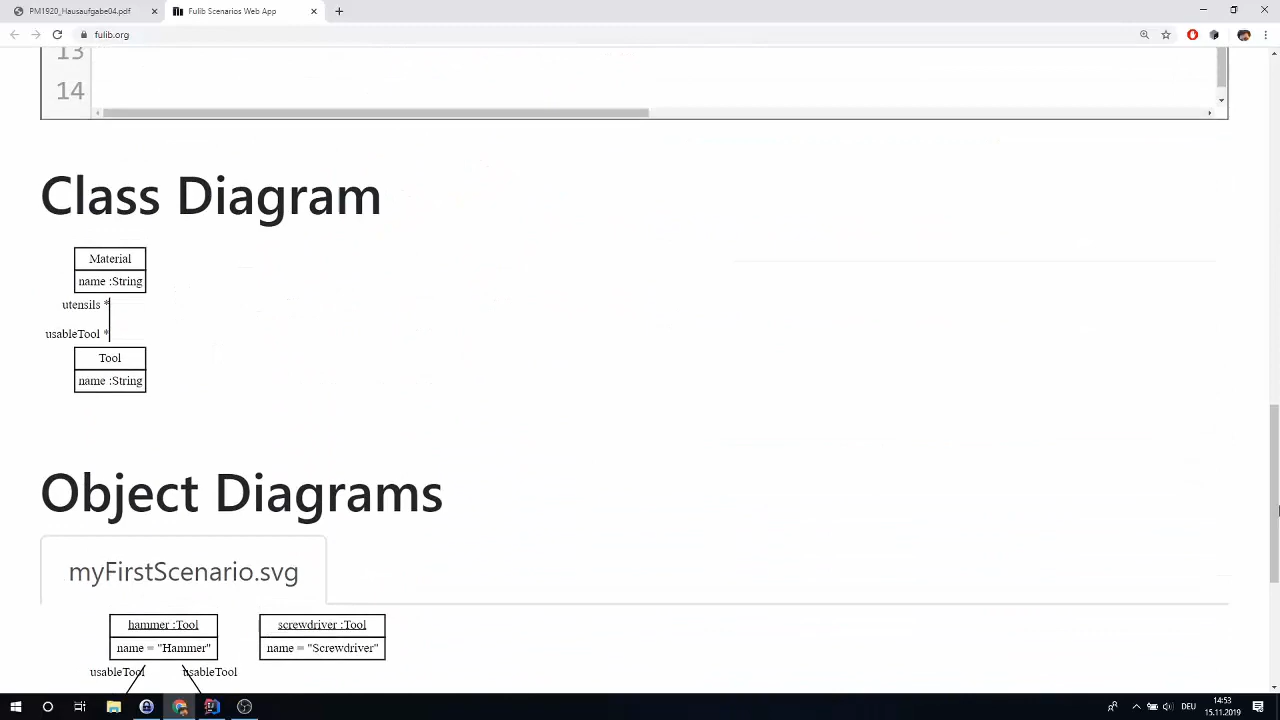 PM1920_Hausaufgabe04.pdf
Fulib Scenarios Web App
fulib.org
13
14
Class Diagram
Material
name :String
utensils *
usableTool *
Tool
name :String
Object Diagrams
myFirstScenario.svg
hammer :Tool
screwdriver :Tool
name = "Hammer"
name = "Screwdriver"
usableTool
usableTool
DEU
14:53
15.11.2019